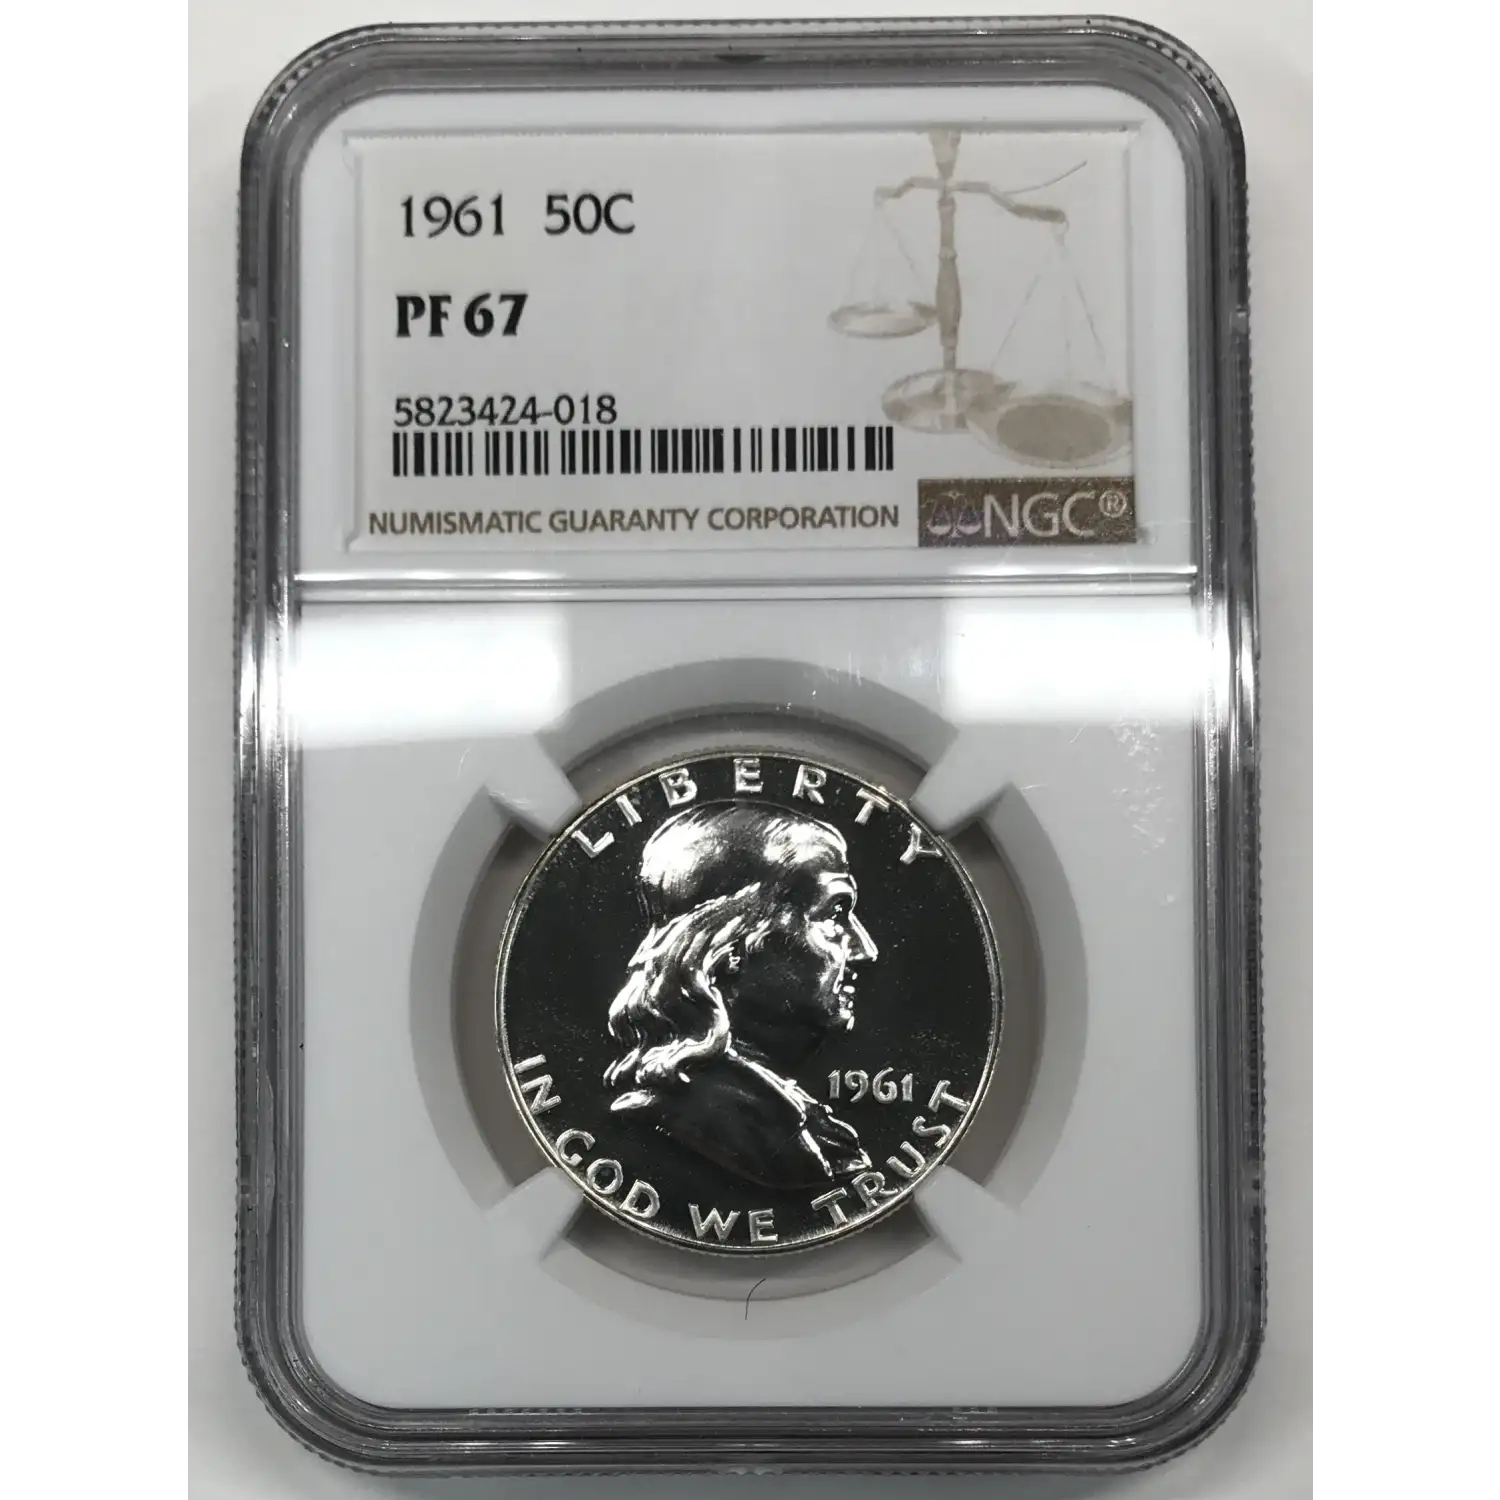 1961 50C
PF 67
5823424-018
NUMISMATIC GUARANTY CORPORATION NGC®
LIBERTY
1961
IN GOD WE TRUST